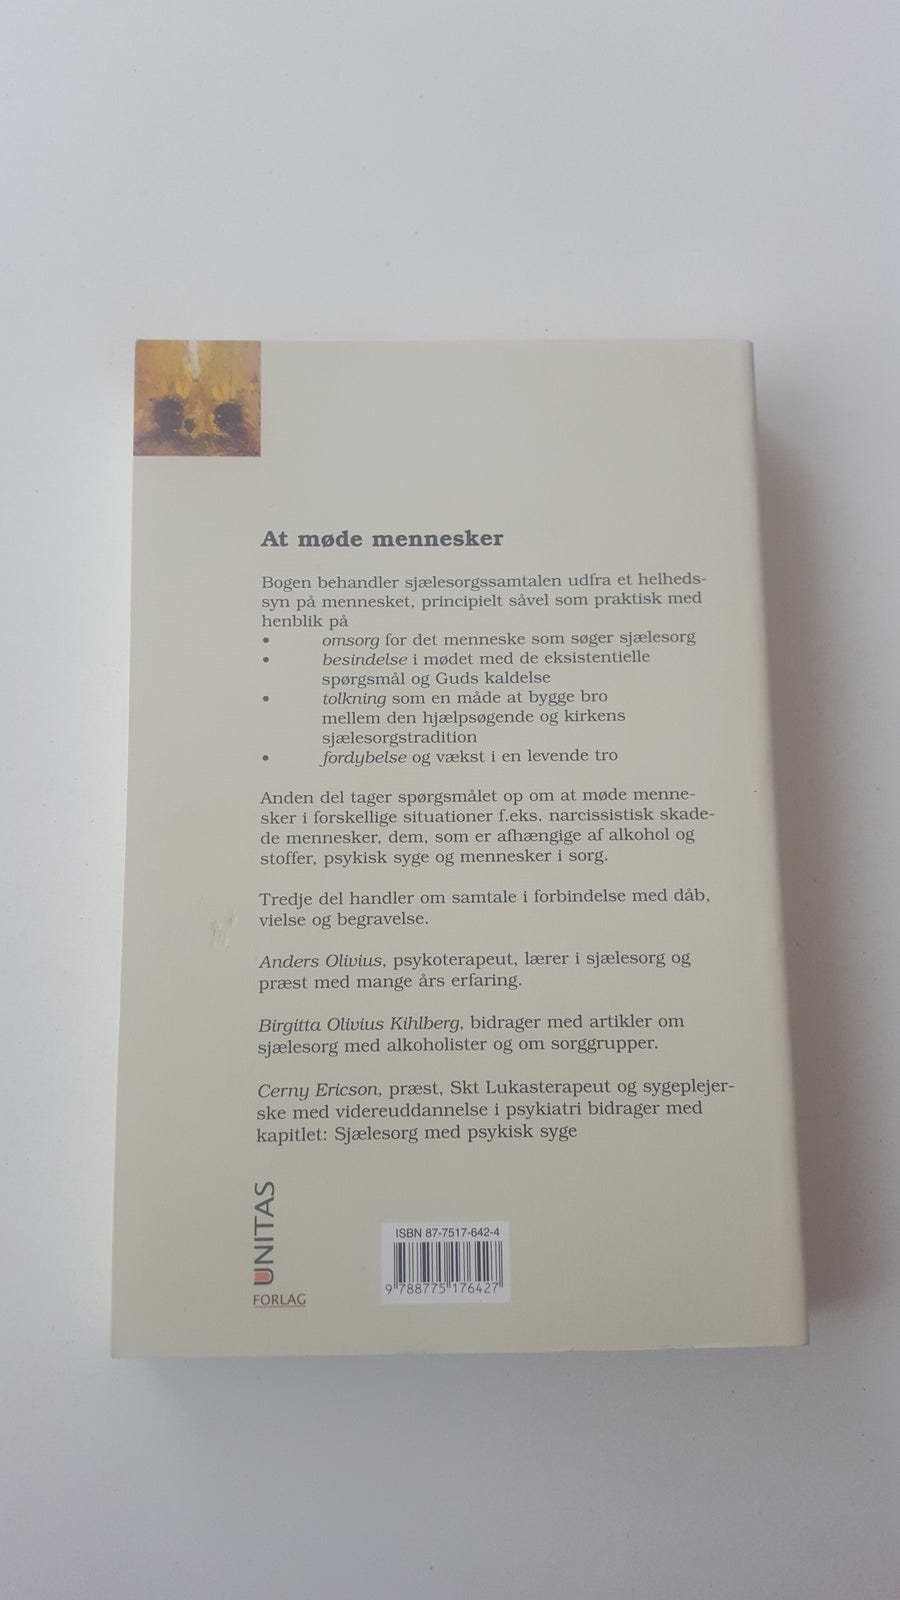 At møde mennesker
Bogen behandler sjælesorgssamtalen udfra et helheds-
syn på mennesket, principielt såvel som praktisk med
henblik på
• omsorg for det menneske som søger sjælesorg
• besindelse i mødet med de eksistentielle
spørgsmål og Guds kaldelse
• tolkning som en måde at bygge bro
mellem den hjælpsøgende og kirkens
sjælesorgstradition
• fordybelse og vækst i en levende tro
Anden del tager spørgsmålet op om at møde menne-
sker i forskellige situationer f.eks. narcissistisk skade-
de mennesker, dem, som er afhængige af alkohol og
stoffer, psykisk syge og mennesker i sorg.
Tredje del handler om samtale i forbindelse med dåb,
vielse og begravelse.
Anders Olivius, psykoterapeut, lærer i sjælesorg og
præst med mange års erfaring.
Birgitta Olivius Kihlberg, bidrager med artikler om
sjælesorg med alkoholister og om sorggrupper.
Cerny Ericson, præst, Skt Lukasterapeut og sygeplejer-
ske med videreuddannelse i psykiatri bidrager med
kapitlet: Sjælesorg med psykisk syge
UNITAS
FORLAG
ISBN 87-7517-642-4
9 788775 176427